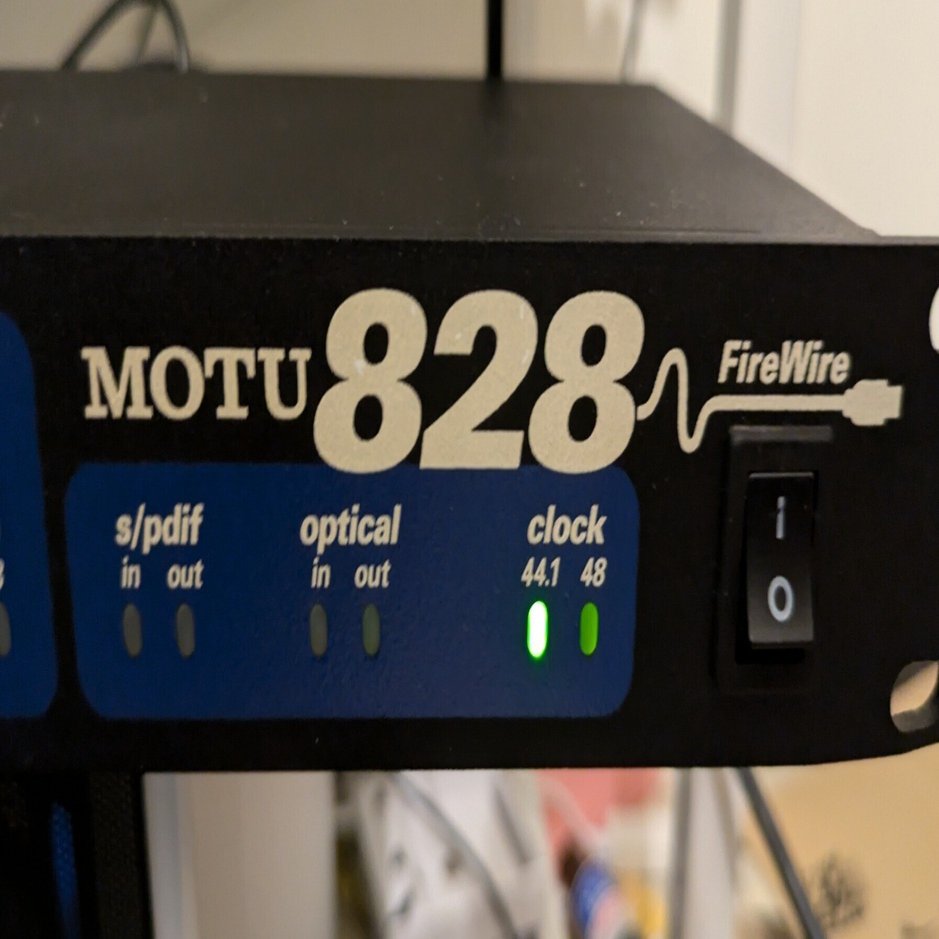 MOTU 828 FireWire
s/pdif optical clock
in out in out 44.1 48
I
O